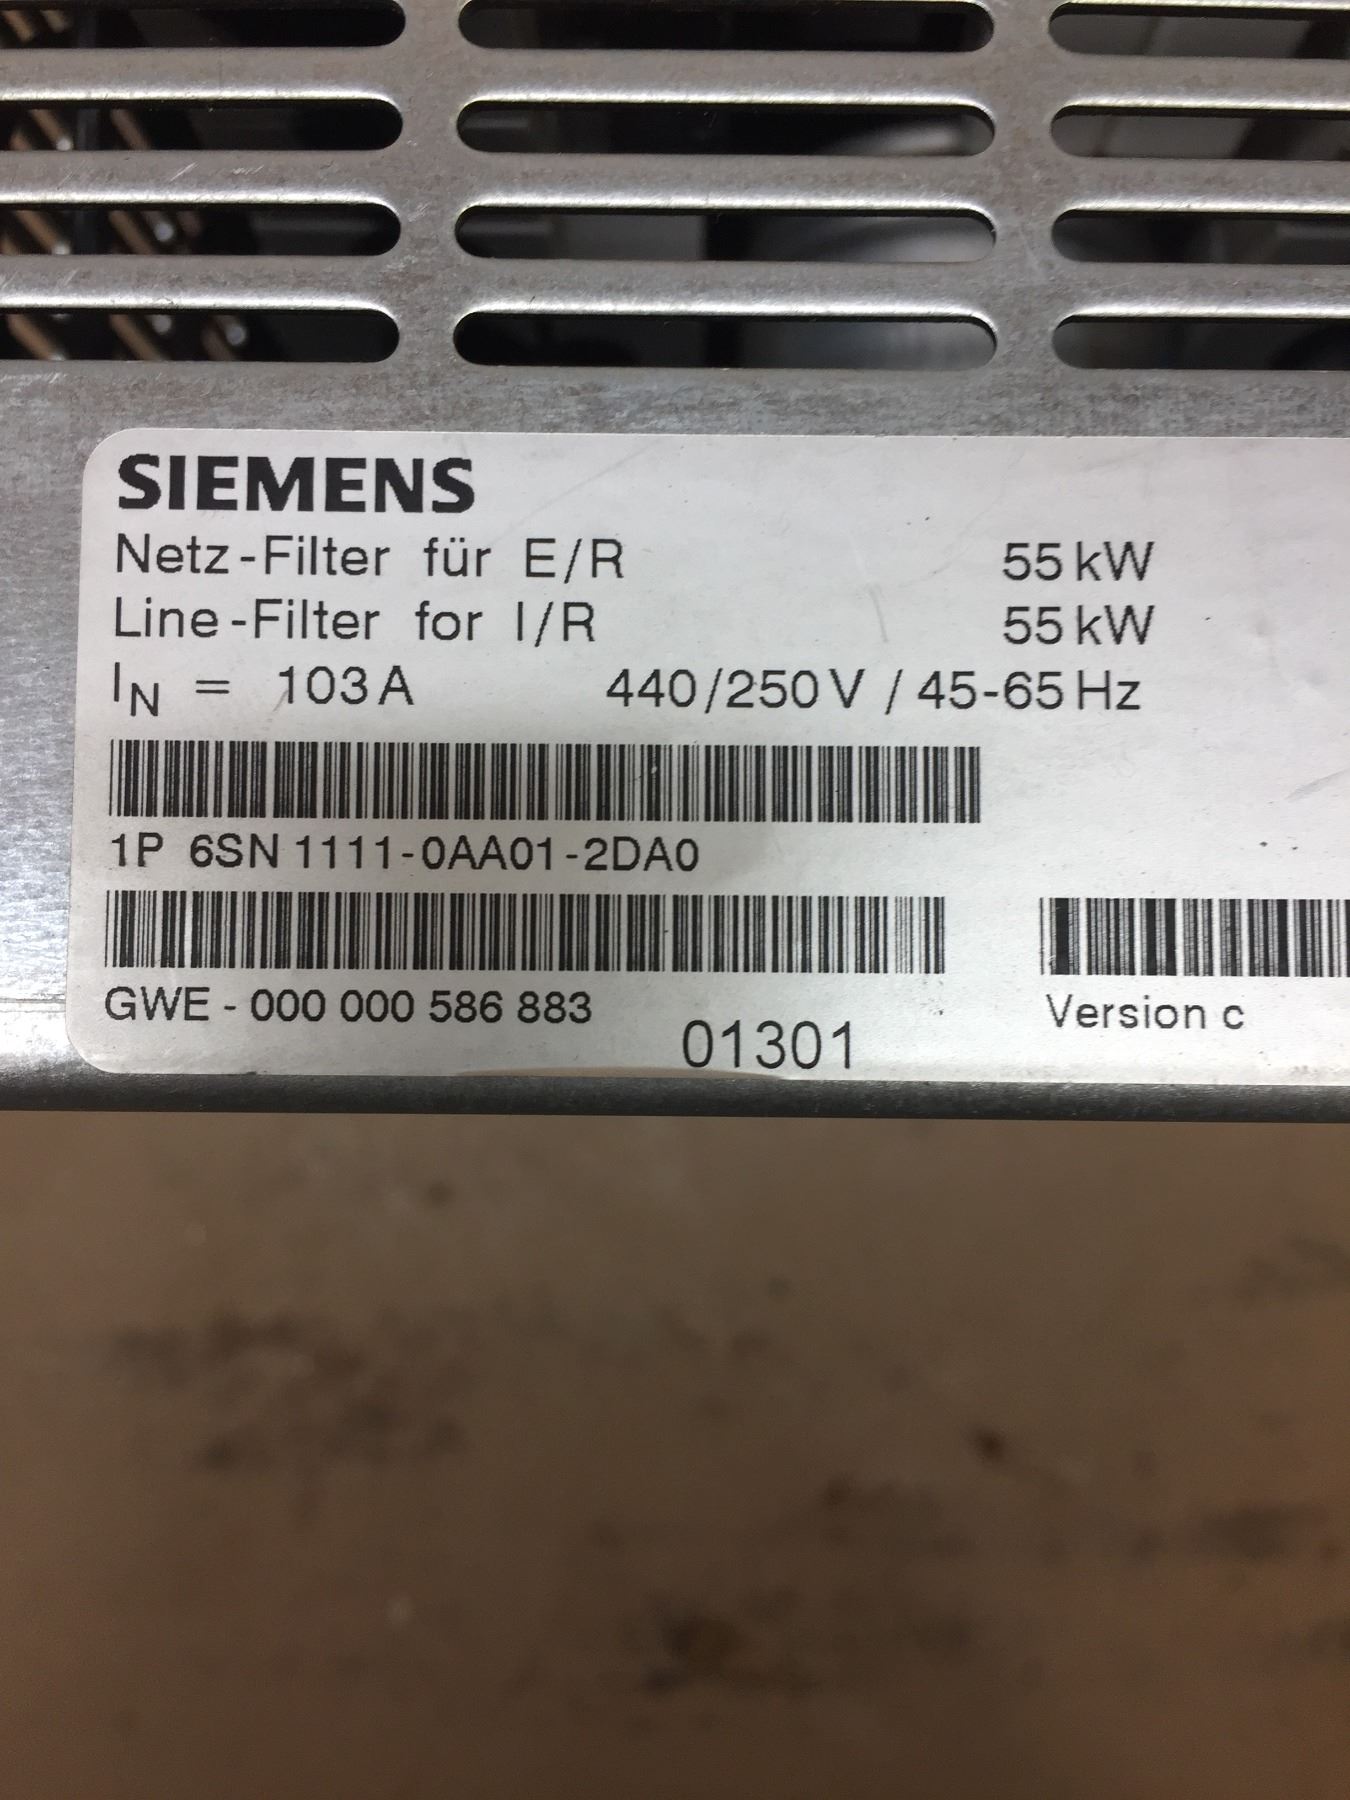 SIEMENS
Netz-Filter für E/R 55 kW
Line-Filter for I/R 55 kW
IN = 103 A 440/250 V / 45-65 Hz
1P 6SN 1111-0AA01-2DA0
GWE - 000 000 586 883
Version c
01301